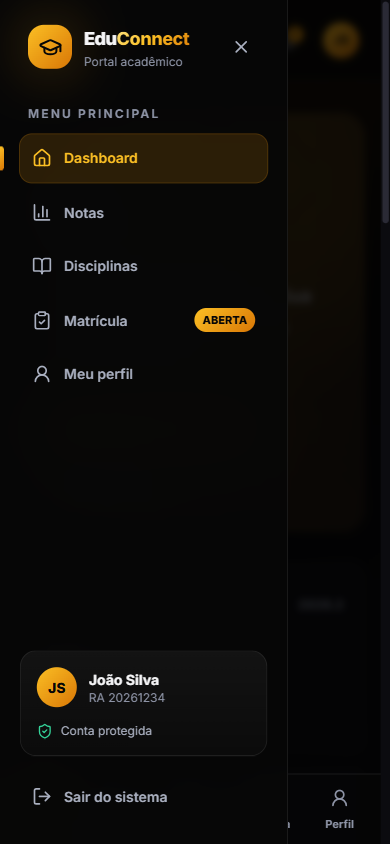 EduConnect
Portal acadêmico
MENU PRINCIPAL
Dashboard
Notas
Disciplinas
Matrícula ABERTA
Meu perfil
JS
João Silva
RA 20261234
Conta protegida
Sair do sistema
Perfil